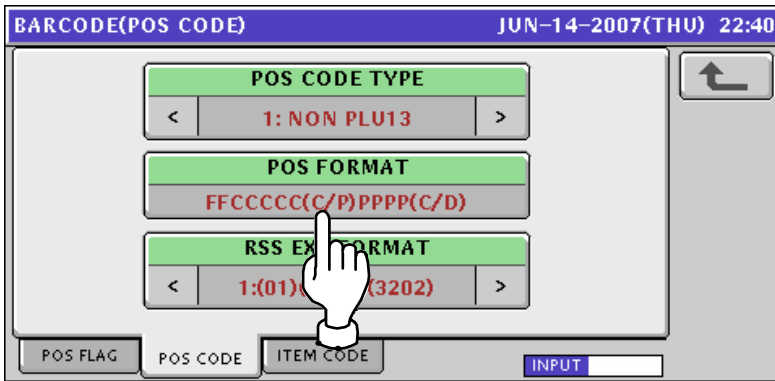 BARCODE(POS CODE) JUN-14-2007(THU) 22:40
POS CODE TYPE
< 1: NON PLU13 >
POS FORMAT
FFCCCCC(C/P)PPPP(C/D)
RSS EX FORMAT
< 1:(01) (3202) >
POS FLAG POS CODE ITEM CODE INPUT